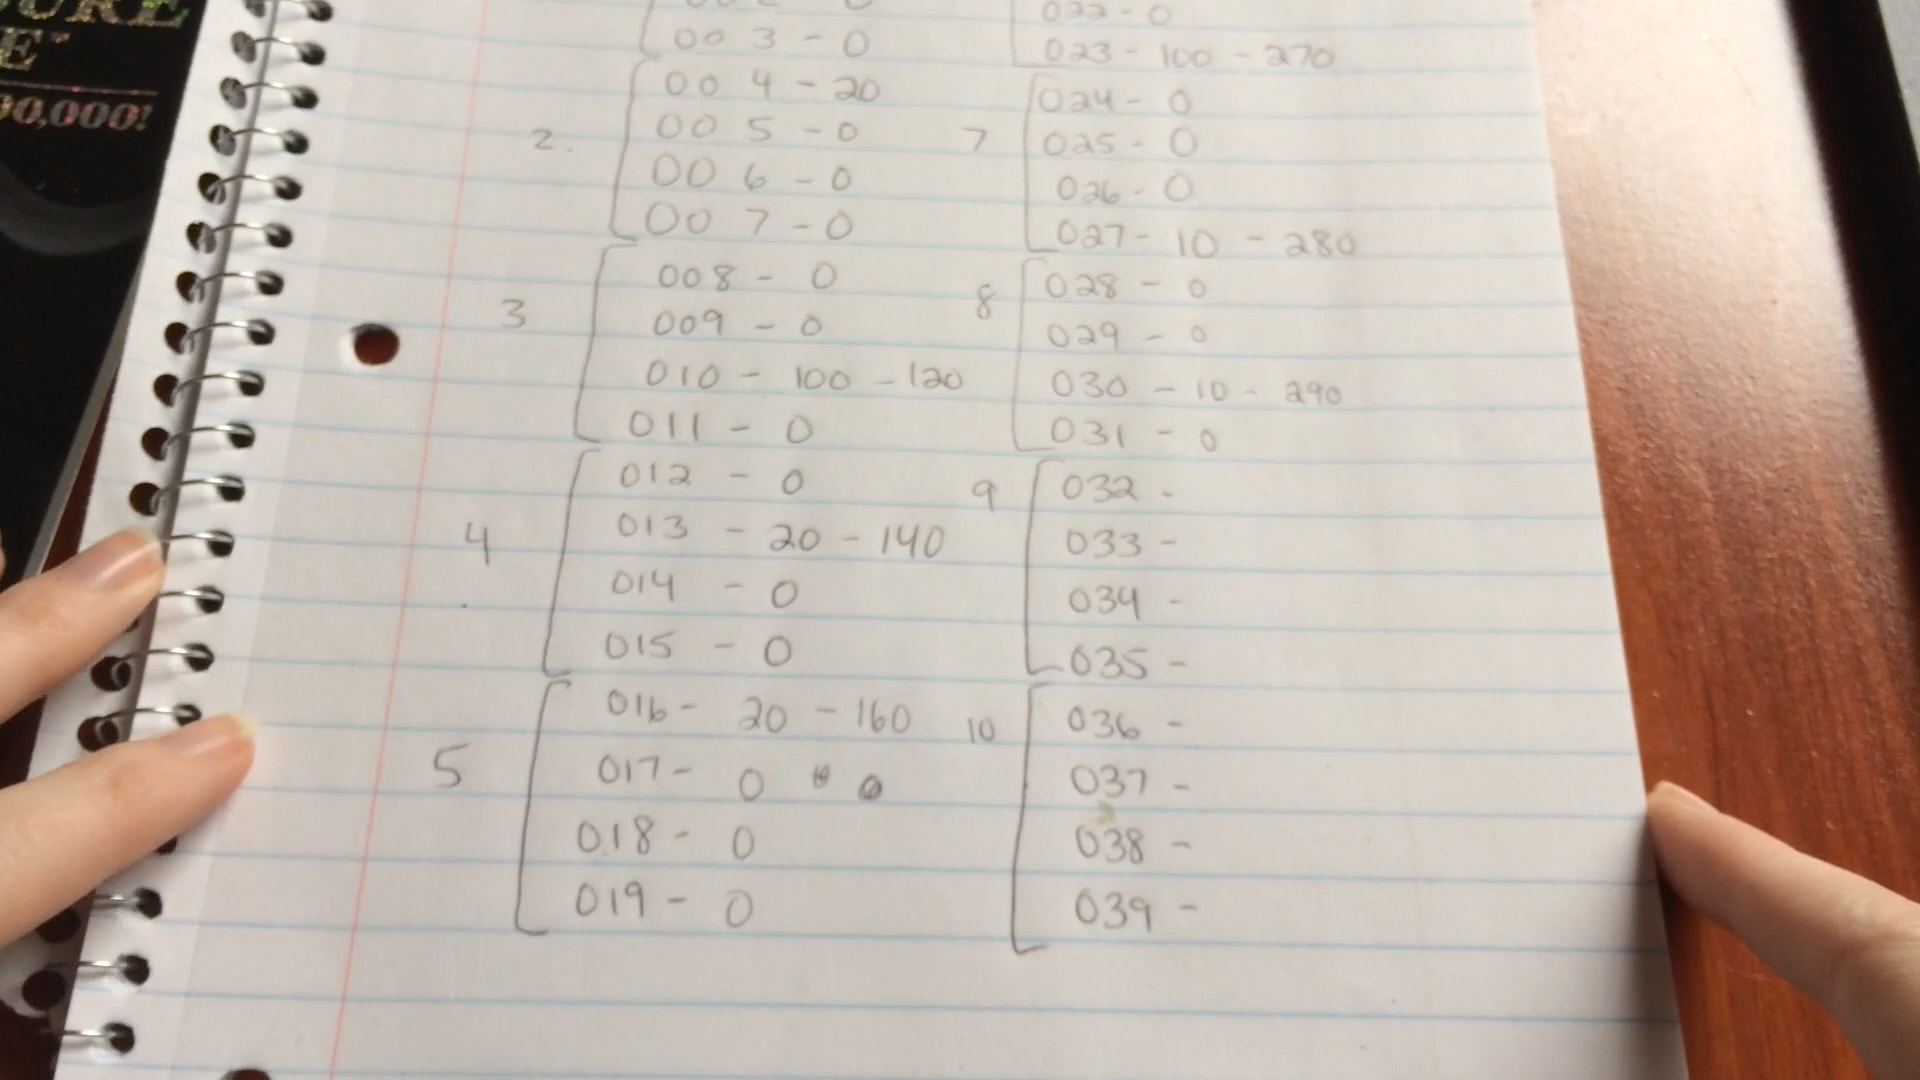 003 - 0
2.
004 - 20
005 - 0
006 - 0
007 - 0
3
008 - 0
009 - 0
010 - 100 - 120
011 - 0
4
012 - 0
013 - 20 - 140
014 - 0
015 - 0
5
016 - 20 - 160
017 - 0
018 - 0
019 - 0
022 - 0
023 - 100 - 270
7
024 - 0
025 - 0
026 - 0
027 - 10 - 280
8
028 - 0
029 - 0
030 - 10 - 290
031 - 0
9
032 -
033 -
034 -
035 -
10
036 -
037 -
038 -
039 -